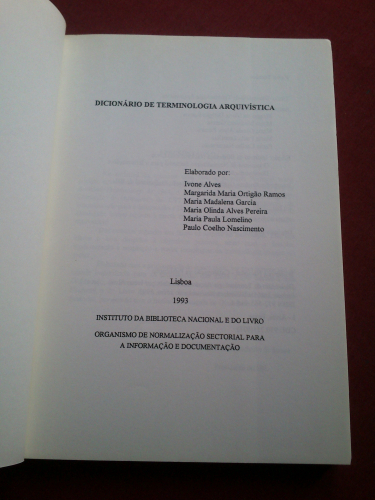 DICIONÁRIO DE TERMINOLOGIA ARQUIVÍSTICA
Elaborado por:
Ivone Alves
Margarida Maria Ortigão Ramos
Maria Madalena Garcia
Maria Olinda Alves Pereira
Maria Paula Lomelino
Paulo Coelho Nascimento
Lisboa
1993
INSTITUTO DA BIBLIOTECA NACIONAL E DO LIVRO
ORGANISMO DE NORMALIZAÇÃO SECTORIAL PARA
A INFORMAÇÃO E DOCUMENTAÇÃO